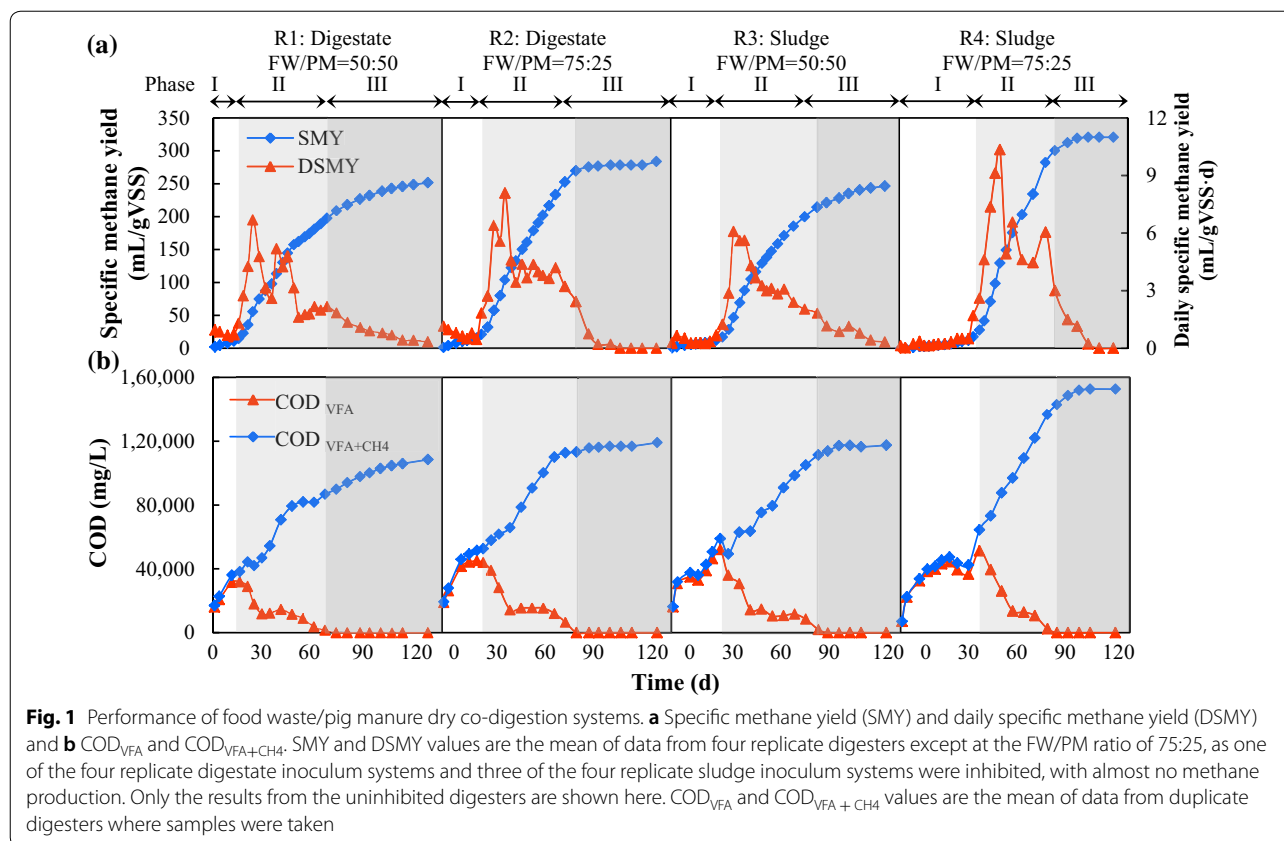 (a)
R1: Digestate R2: Digestate R3: Sludge R4: Sludge
FW/PM=50:50 FW/PM=75:25 FW/PM=50:50 FW/PM=75:25
Phase I II III I II III I II III I II III
350
300
250
200
150
100
50
0
Specific methane yield
(mL/gVSS)
SMY
DSMY
12
9
6
3
0
Daily specific methane yield
(mL/gVSS·d)
(b)
1,60,000
120,000
80,000
40,000
0
COD (mg/L)
COD VFA
COD VFA+CH4
0 30 60 90 120 0 30 60 90 120 0 30 60 90 120 0 30 60 90 120
Time (d)
Fig. 1 Performance of food waste/pig manure dry co-digestion systems. a Specific methane yield (SMY) and daily specific methane yield (DSMY)
and b CODVFA and CODVFA+CH4. SMY and DSMY values are the mean of data from four replicate digesters except at the FW/PM ratio of 75:25, as one
of the four replicate digestate inoculum systems and three of the four replicate sludge inoculum systems were inhibited, with almost no methane
production. Only the results from the uninhibited digesters are shown here. CODVFA and CODVFA + CH4 values are the mean of data from duplicate
digesters where samples were taken